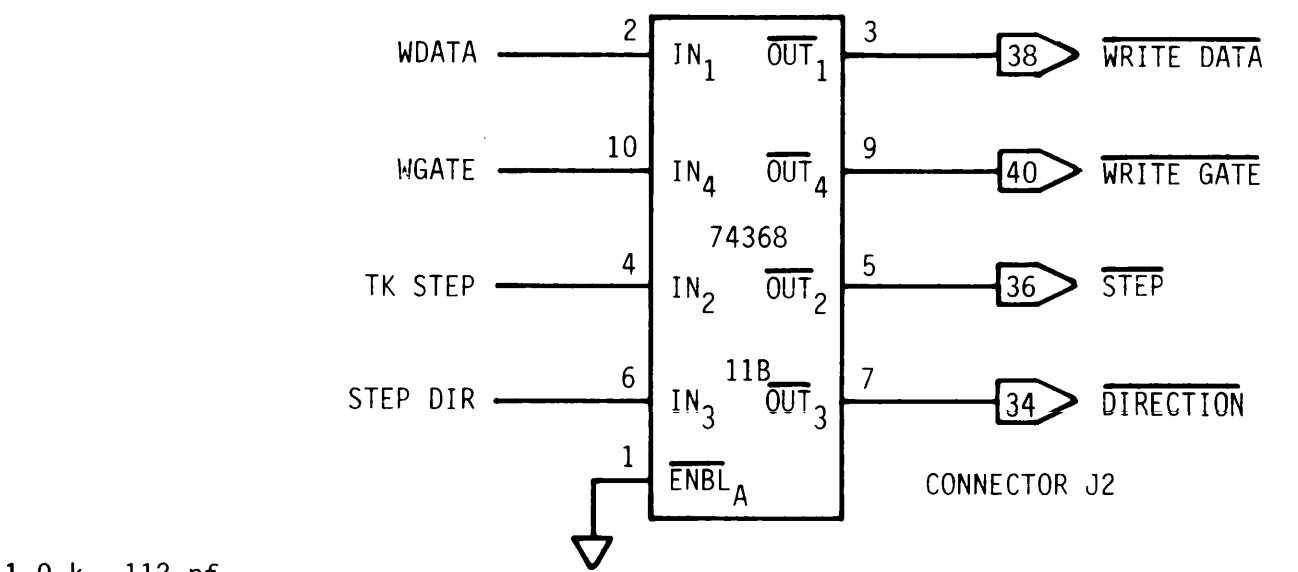 WDATA 2 IN1 OUT1 3 38 WRITE DATA
WGATE 10 IN4 OUT4 9 40 WRITE GATE
74368
TK STEP 4 IN2 OUT2 5 36 STEP
11B
STEP DIR 6 IN3 OUT3 7 34 DIRECTION
1 ENBLA
CONNECTOR J2